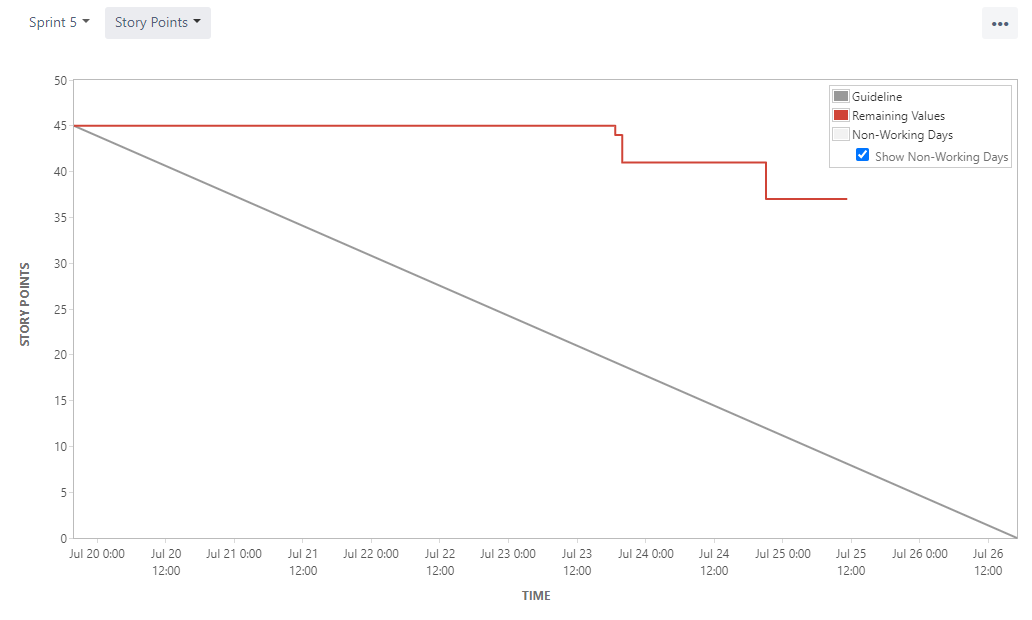 Sprint 5 Story Points
•••
50
45
40
35
30
25
20
15
10
5
0
STORY POINTS
Guideline
Remaining Values
Non-Working Days
Show Non-Working Days
Jul 20 0:00 Jul 20 Jul 21 0:00 Jul 21 Jul 22 0:00 Jul 22 Jul 23 0:00 Jul 23 Jul 24 0:00 Jul 24 Jul 25 0:00 Jul 25 Jul 26 0:00 Jul 26
12:00 12:00 12:00 12:00 12:00 12:00 12:00
TIME